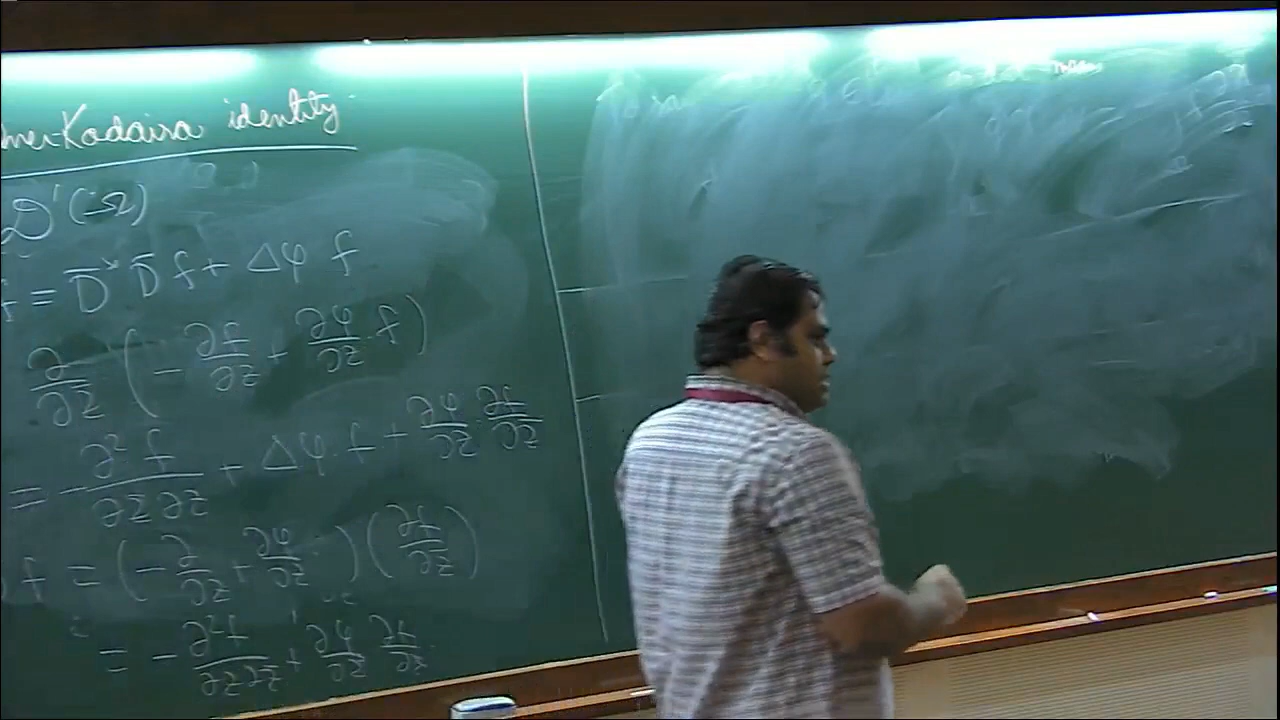 Kodaira identity
D'(Ω)
f = D̄* D̄ f + Δφ f
∂/∂z̄ ( - ∂f/∂z + ∂φ/∂z · f )
= - ∂²f/∂z̄∂z + Δφ f + ∂φ/∂z · ∂f/∂z̄
f = ( - ∂/∂z + ∂φ/∂z · ) ( ∂f/∂z̄ )
= - ∂²f/∂z∂z̄ + ∂φ/∂z ∂f/∂z̄